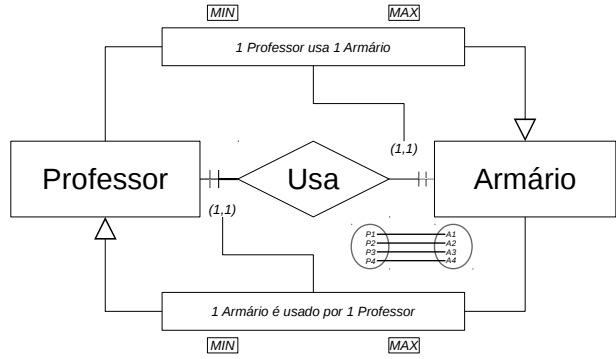 MIN MAX
1 Professor usa 1 Armário
(1,1)
Professor Usa Armário
(1,1)
P1 A1
P2 A2
P3 A3
P4 A4
1 Armário é usado por 1 Professor
MIN MAX